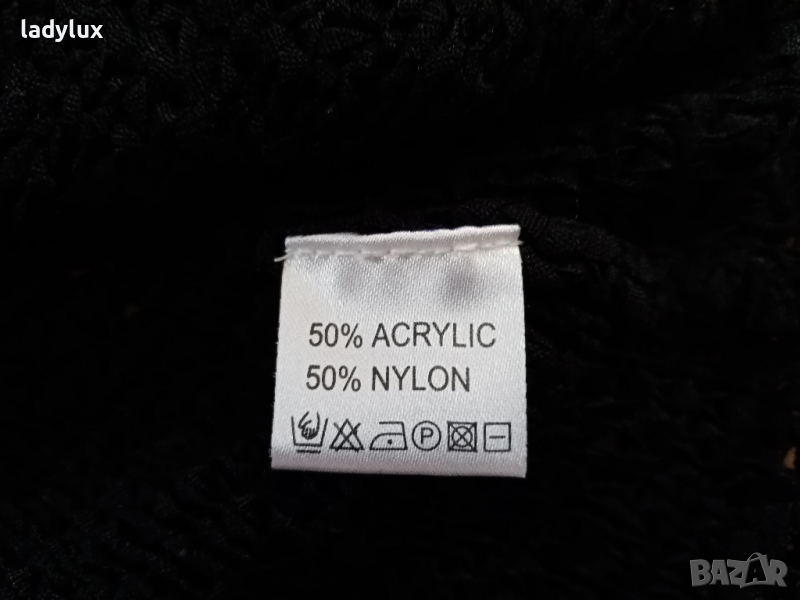 ladylux
50% ACRYLIC
50% NYLON
P
BAZAR